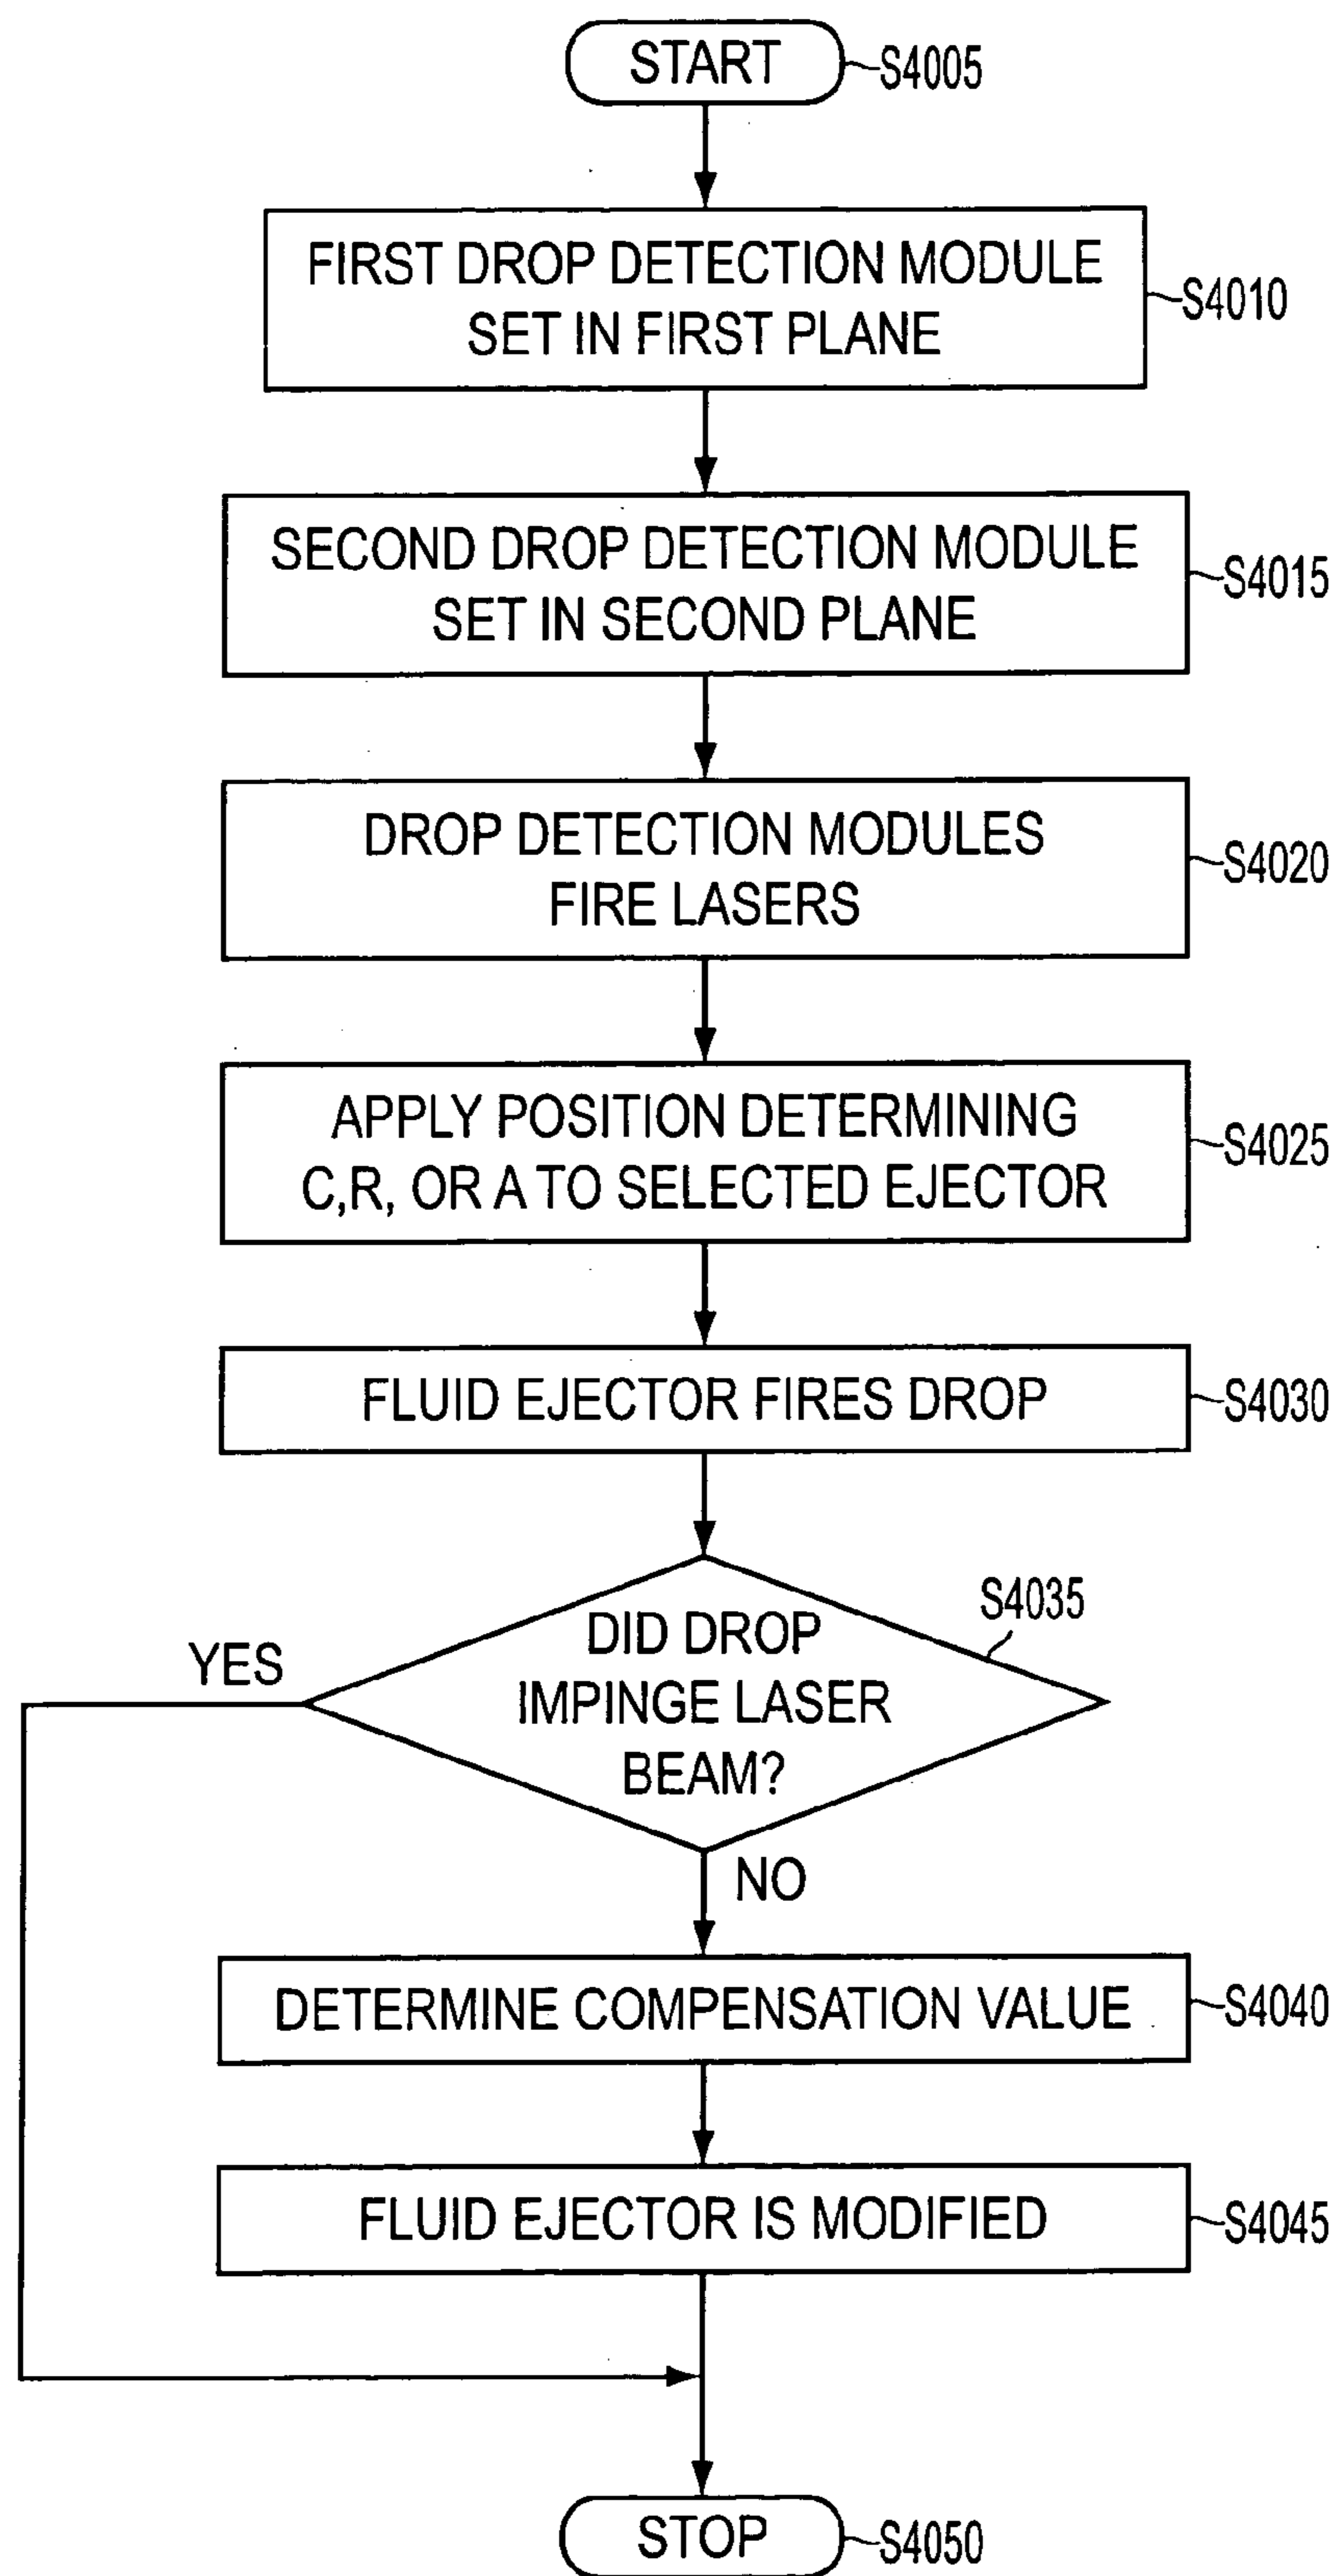 START
S4005
FIRST DROP DETECTION MODULE
SET IN FIRST PLANE
S4010
SECOND DROP DETECTION MODULE
SET IN SECOND PLANE
S4015
DROP DETECTION MODULES
FIRE LASERS
S4020
APPLY POSITION DETERMINING
C,R, OR A TO SELECTED EJECTOR
S4025
FLUID EJECTOR FIRES DROP
S4030
S4035
DID DROP
IMPINGE LASER
BEAM?
YES
NO
DETERMINE COMPENSATION VALUE
S4040
FLUID EJECTOR IS MODIFIED
S4045
STOP
S4050